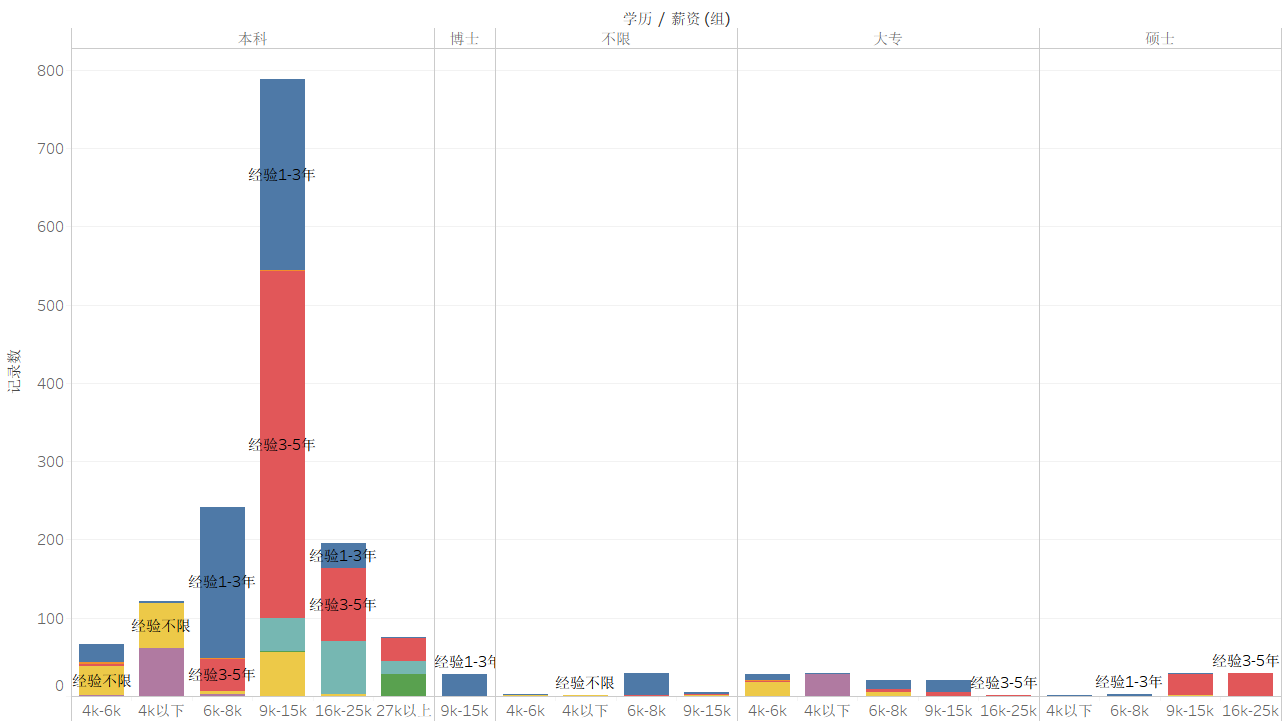 学历 / 薪资 (组)
本科 博士 不限 大专 硕士
800
700
600
500
400
300
200
100
0
记录数
经验1-3年
经验3-5年
经验1-3年
经验3-5年
经验1-3年
经验3-5年
经验不限
经验不限
经验1-3年
经验不限
经验3-5年
经验1-3年
经验3-5年
4k-6k 4k以下 6k-8k 9k-15k 16k-25k 27k以上 9k-15k 4k-6k 4k以下 6k-8k 9k-15k 4k-6k 4k以下 6k-8k 9k-15k 16k-25k 4k以下 6k-8k 9k-15k 16k-25k